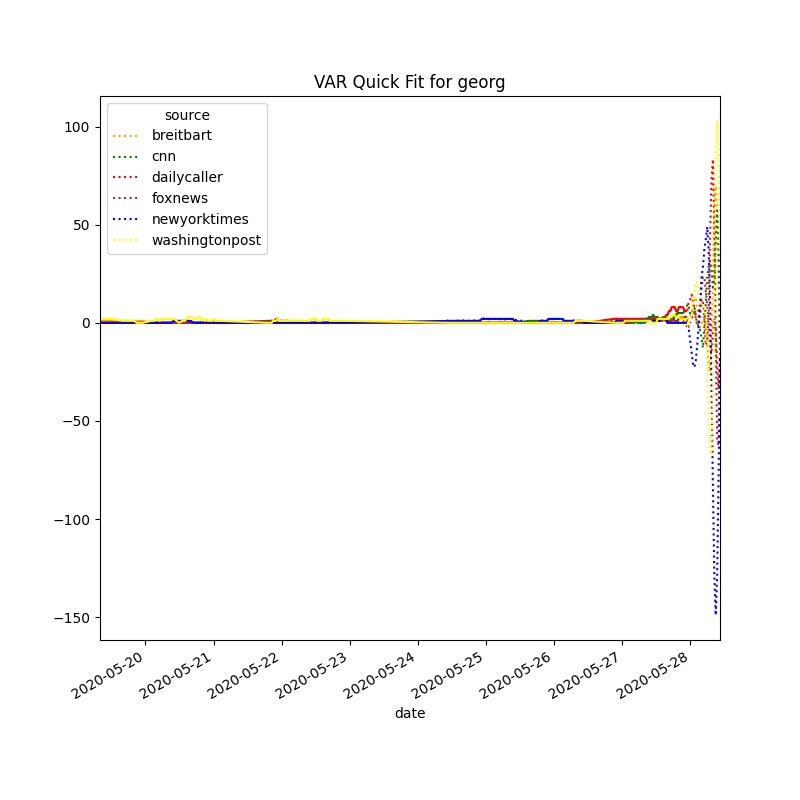 VAR Quick Fit for georg
source
breitbart
cnn
dailycaller
foxnews
newyorktimes
washingtonpost
100
50
0
−50
−100
−150
2020-05-20
2020-05-21
2020-05-22
2020-05-23
2020-05-24
2020-05-25
2020-05-26
2020-05-27
2020-05-28
date